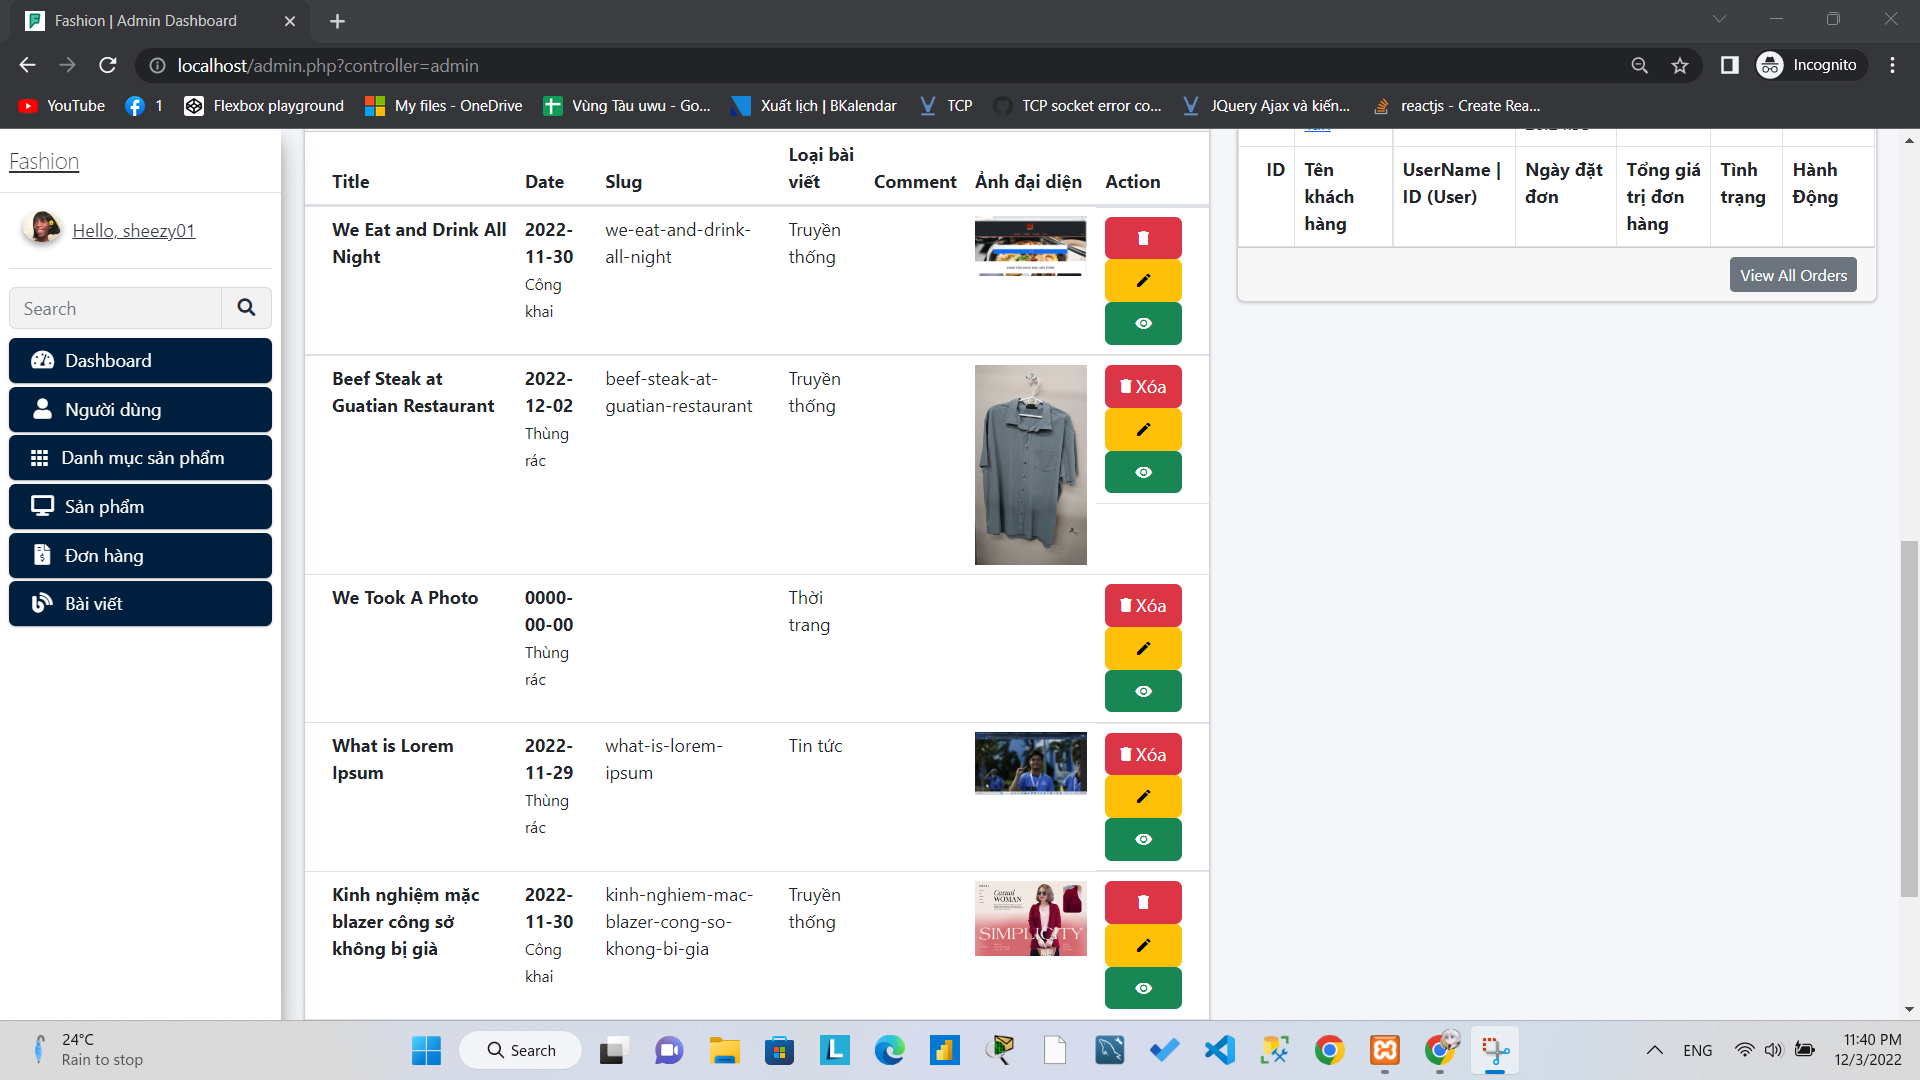 Fashion | Admin Dashboard
localhost/admin.php?controller=admin
Incognito
YouTube
1
Flexbox playground
My files - OneDrive
Vùng Tàu uwu - Go...
Xuất lịch | BKalendar
TCP
TCP socket error co...
JQuery Ajax và kiến...
reactjs - Create Rea...
Fashion
Hello, sheezy01
Search
Dashboard
Người dùng
Danh mục sản phẩm
Sản phẩm
Đơn hàng
Bài viết
Title
Date
Slug
Loại bài
viết
Comment
Ảnh đại diện
Action
We Eat and Drink All
Night
2022-
11-30
Công
khai
we-eat-and-drink-
all-night
Truyền
thống
Beef Steak at
Guatian Restaurant
2022-
12-02
Thùng
rác
beef-steak-at-
guatian-restaurant
Truyền
thống
Xóa
We Took A Photo
0000-
00-00
Thùng
rác
Thời
trang
Xóa
What is Lorem
Ipsum
2022-
11-29
Thùng
rác
what-is-lorem-
ipsum
Tin tức
Xóa
Kinh nghiệm mặc
blazer công sở
không bị già
2022-
11-30
Công
khai
kinh-nghiem-mac-
blazer-cong-so-
khong-bi-gia
Truyền
thống
Casual
WOMAN
SIMPLICITY
ID
Tên
khách
hàng
UserName |
ID (User)
Ngày đặt
đơn
Tổng giá
trị đơn
hàng
Tình
trạng
Hành
Động
View All Orders
24°C
Rain to stop
Search
ENG
11:40 PM
12/3/2022